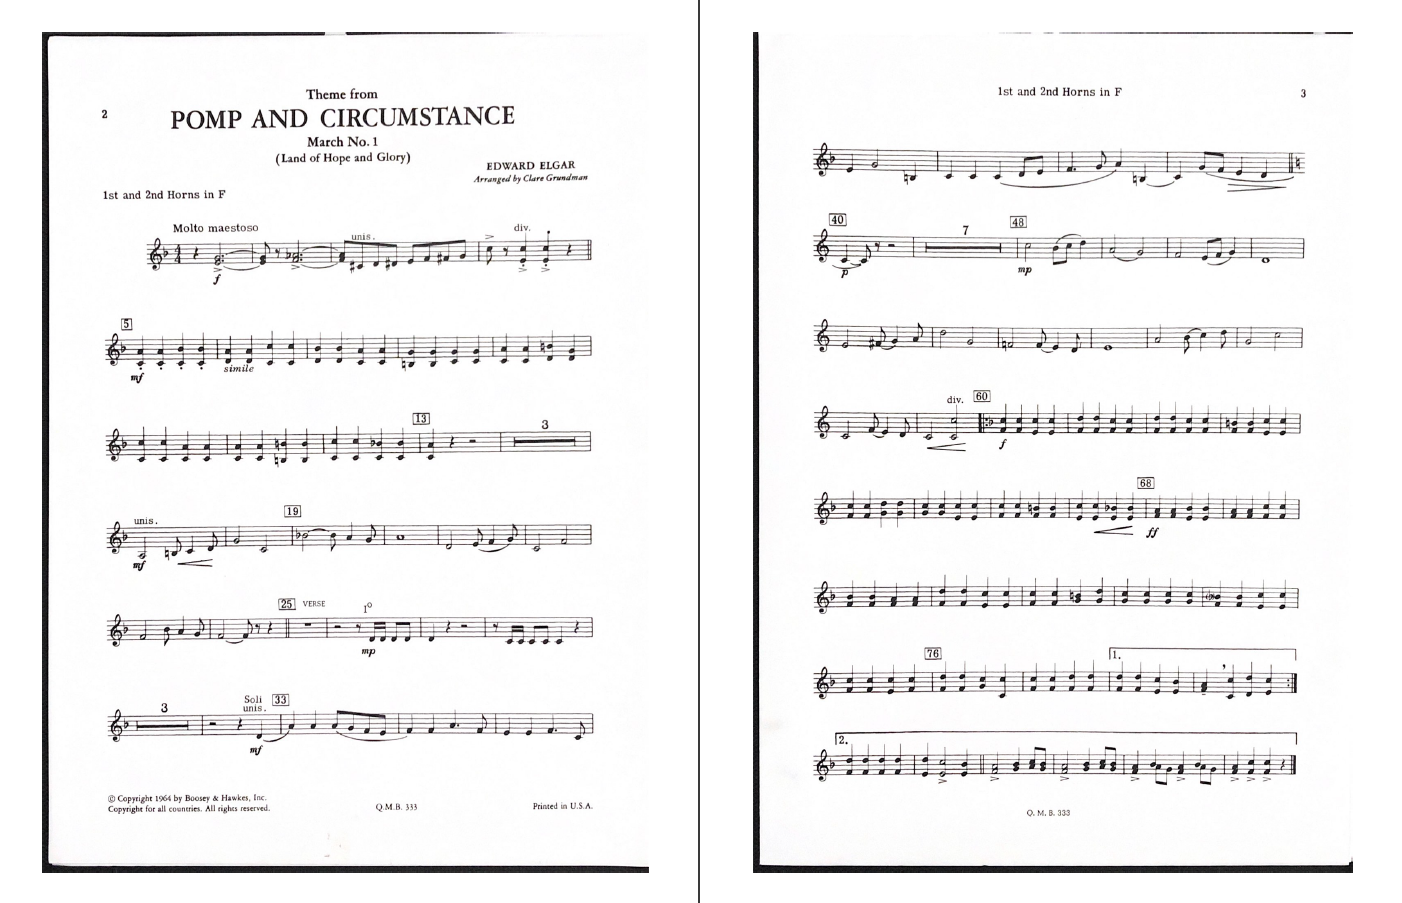 Theme from
2
POMP AND CIRCUMSTANCE
March No. 1
(Land of Hope and Glory)
EDWARD ELGAR
Arranged by Clare Grundman
1st and 2nd Horns in F
Molto maestoso
unis.
div.
f
5
mf
simile
13
3
unis.
19
mf
25 VERSE
1º
mp
3
Soli
unis.
33
mf
© Copyright 1964 by Boosey & Hawkes, Inc.
Copyright for all countries. All rights reserved.
Q.M.B. 333
Printed in U.S.A.
1st and 2nd Horns in F
3
40
7
48
p
mp
div.
60
f
68
ff
76
1.
2.
Q. M. B. 333